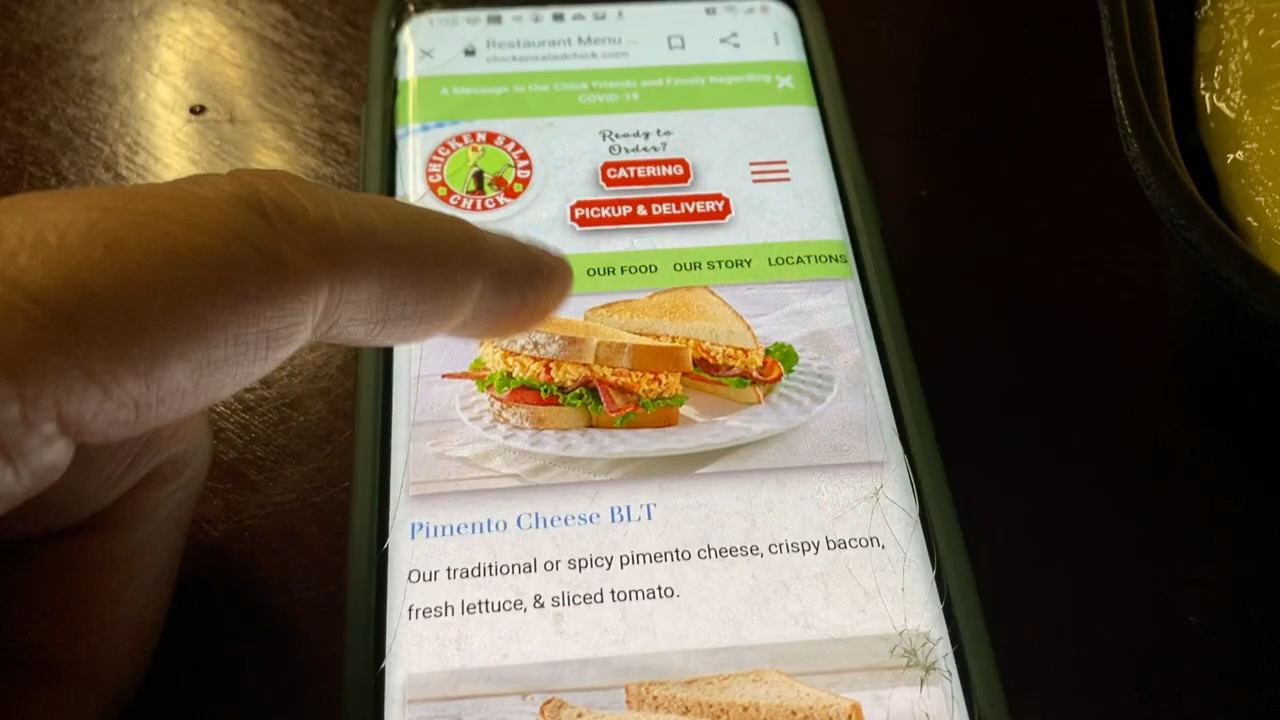 1:02
Restaurant Menu ...
chickensaladchick.com
A Message to Our Chick Friends and Family Regarding
COVID-19
CHICKEN SALAD
CHICK
Ready to
Order?
CATERING
PICKUP & DELIVERY
OUR FOOD OUR STORY LOCATIONS
Pimento Cheese BLT
Our traditional or spicy pimento cheese, crispy bacon,
fresh lettuce, & sliced tomato.